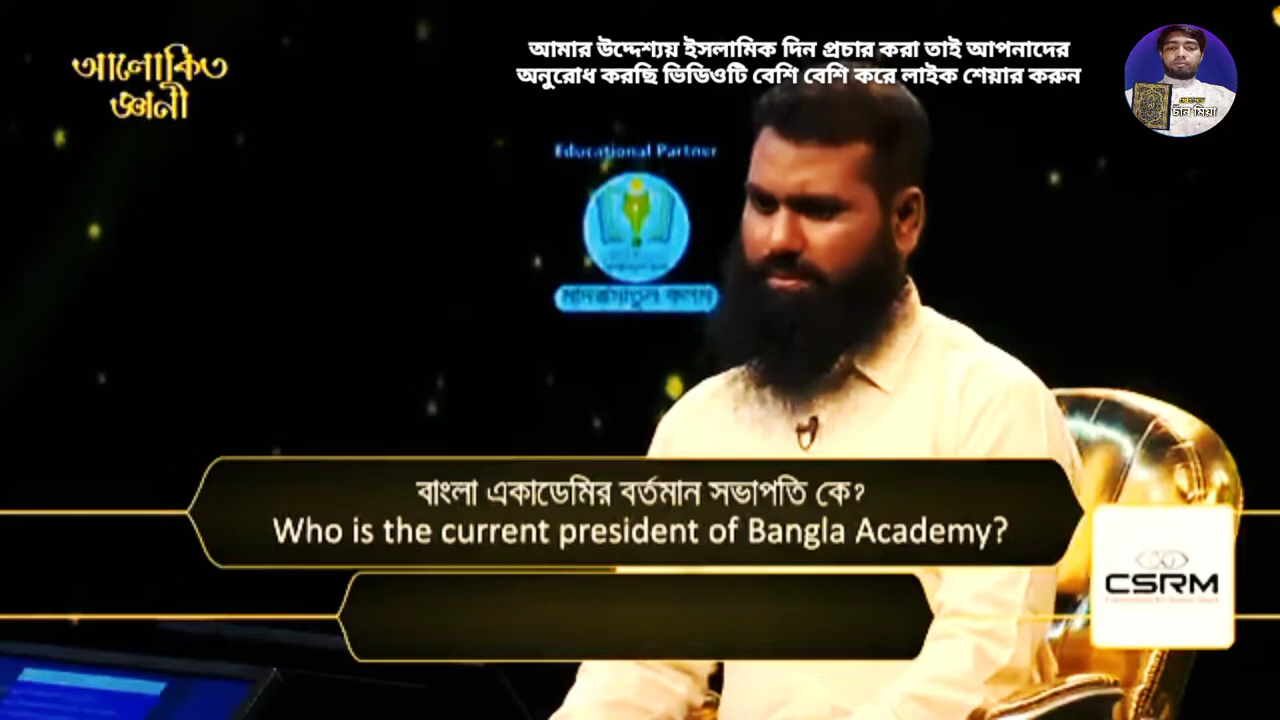 আলোকিত
জ্ঞানী
আমার উদ্দেশ্যয় ইসলামিক দিন প্রচার করা তাই আপনাদের
অনুরোধ করছি ভিডিওটি বেশি বেশি করে লাইক শেয়ার করুন
চাঁন মিয়া
Educational Partner
বাংলা একাডেমির বর্তমান সভাপতি কে?
Who is the current president of Bangla Academy?
CSRM